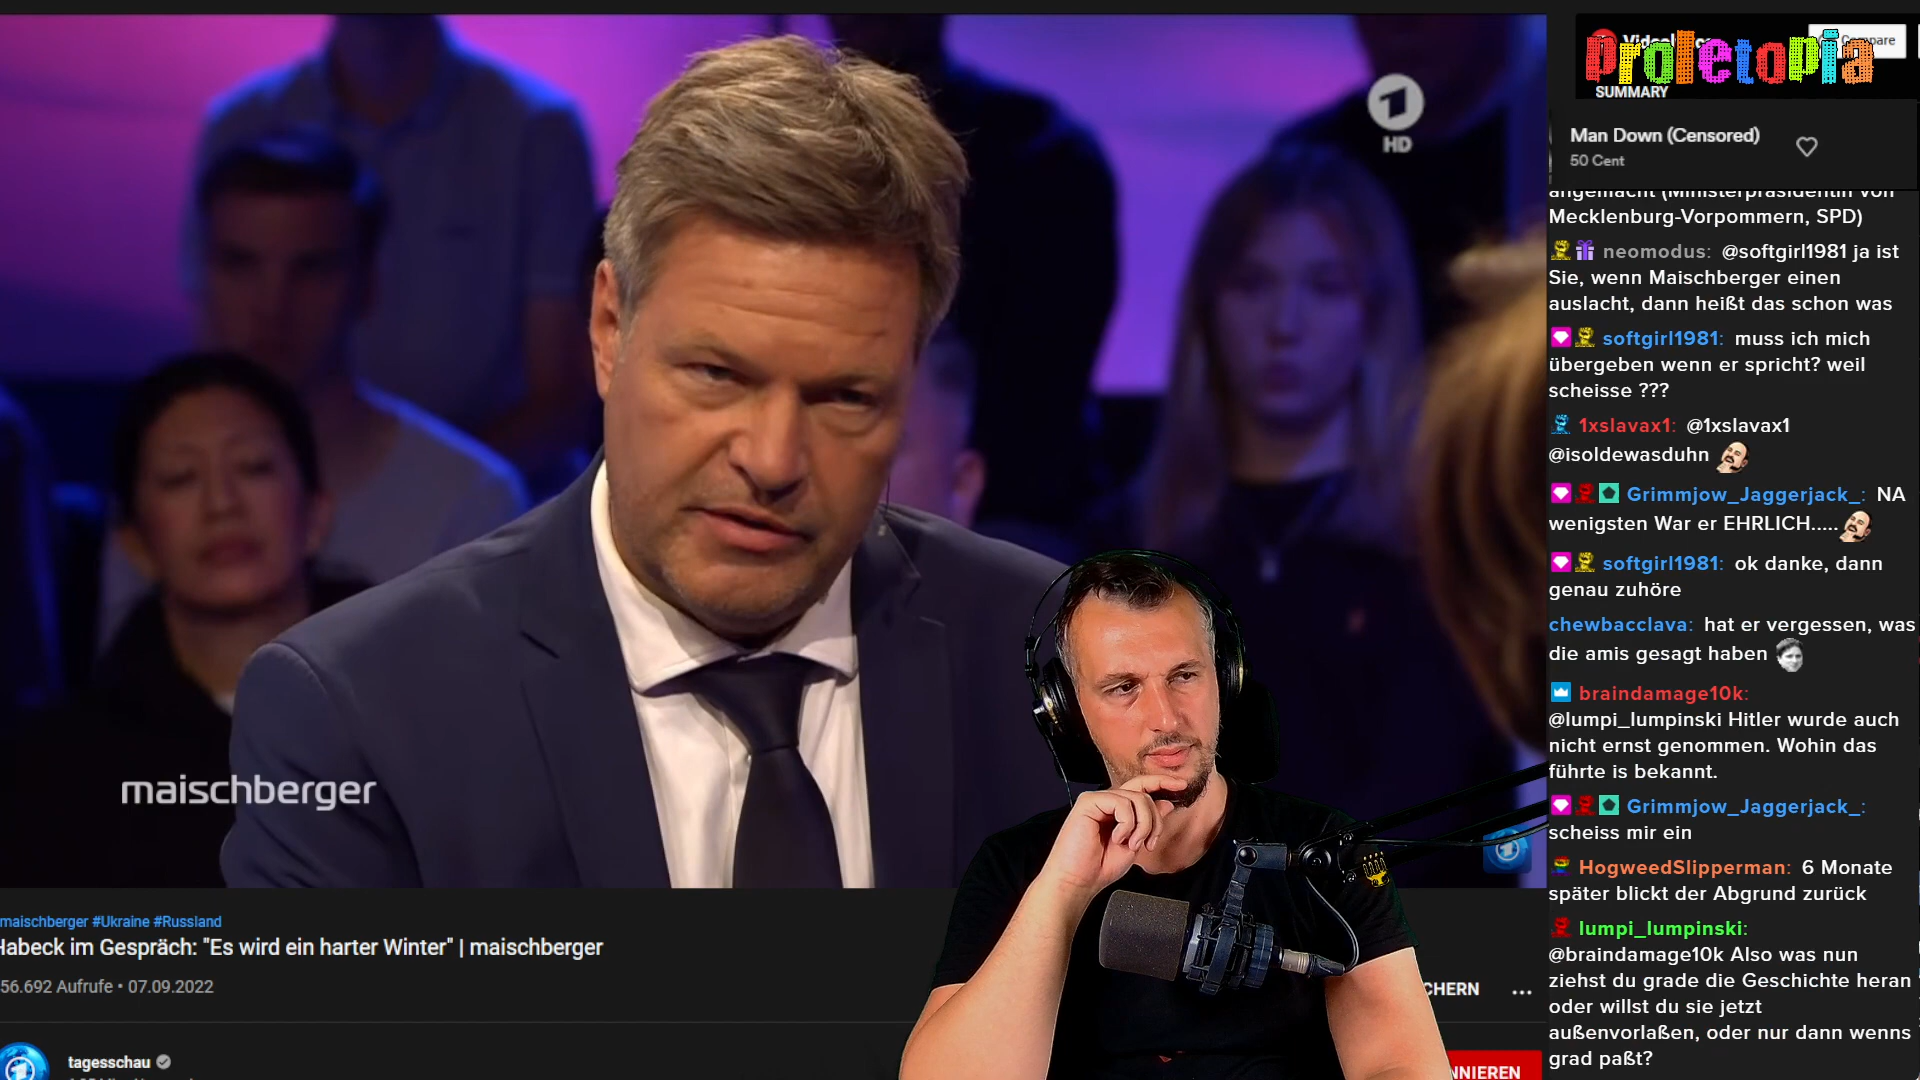 HD
maischberger
maischberger #Ukraine #Russland
Habeck im Gespräch: "Es wird ein harter Winter" | maischberger
56.692 Aufrufe • 07.09.2022
CHERN
...
tagesschau
NNIEREN
Proletopia
SUMMARY
Man Down (Censored)
50 Cent
angemacht (Ministerpräsidentin von
Mecklenburg-Vorpommern, SPD)
neomodus: @softgirl1981 ja ist
Sie, wenn Maischberger einen
auslacht, dann heißt das schon was
softgirl1981: muss ich mich
übergeben wenn er spricht? weil
scheisse ???
1xslavax1: @1xslavax1
@isoldewasduhn
Grimmjow_Jaggerjack_: NA
wenigsten War er EHRLICH.....
softgirl1981: ok danke, dann
genau zuhöre
chewbacclava: hat er vergessen, was
die amis gesagt haben
braindamage10k:
@lumpi_lumpinski Hitler wurde auch
nicht ernst genommen. Wohin das
führte is bekannt.
Grimmjow_Jaggerjack_:
scheiss mir ein
HogweedSlipperman: 6 Monate
später blickt der Abgrund zurück
lumpi_lumpinski:
@braindamage10k Also was nun
ziehst du grade die Geschichte heran
oder willst du sie jetzt
außenvorlaßen, oder nur dann wenns
grad paßt?